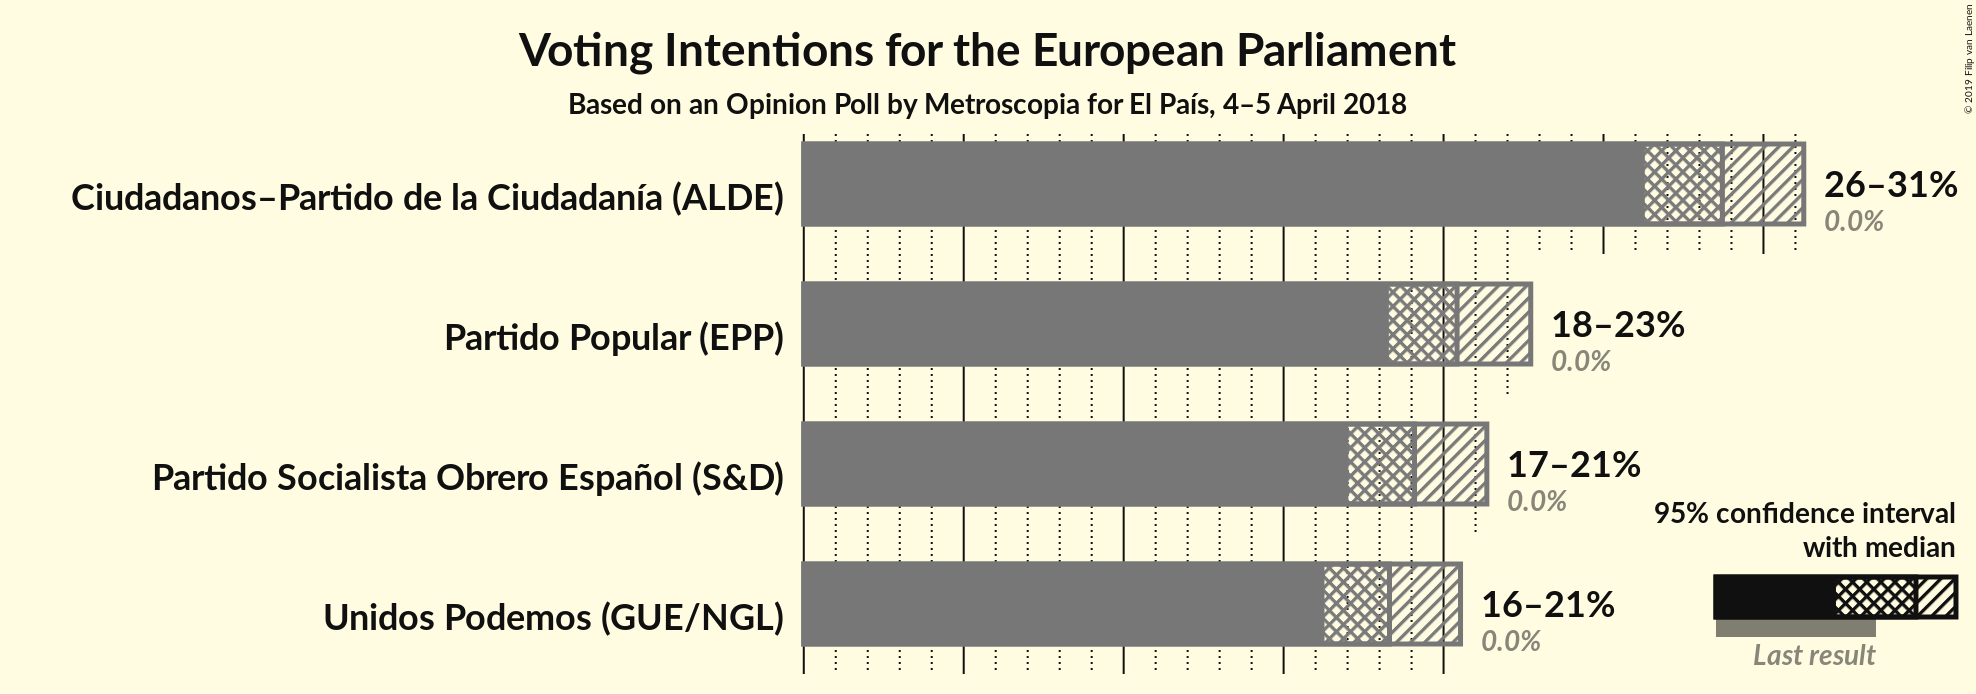 Voting Intentions for the European Parliament
Based on an Opinion Poll by Metroscopia for El País, 4–5 April 2018
© 2019 Filip van Laenen
Ciudadanos–Partido de la Ciudadanía (ALDE)
26–31%
0.0%
Partido Popular (EPP)
18–23%
0.0%
Partido Socialista Obrero Español (S&D)
17–21%
0.0%
Unidos Podemos (GUE/NGL)
16–21%
0.0%
95% confidence interval
with median
Last result